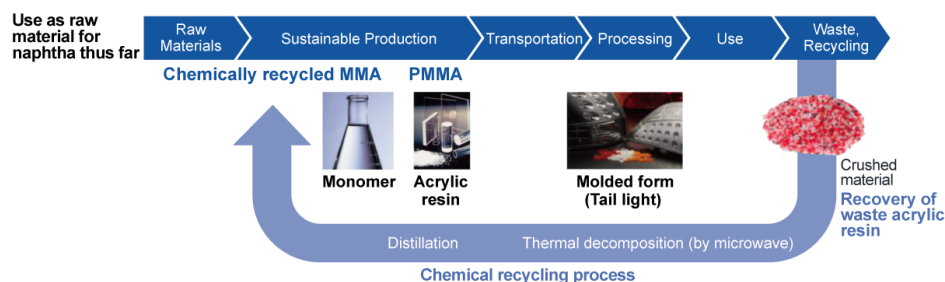 Use as raw
material for
naphtha thus far
Raw
Materials
Sustainable Production
Transportation
Processing
Use
Waste,
Recycling
Chemically recycled MMA
PMMA
Monomer
Acrylic
resin
Molded form
(Tail light)
Crushed
material
Recovery of
waste acrylic
resin
Distillation
Thermal decomposition (by microwave)
Chemical recycling process